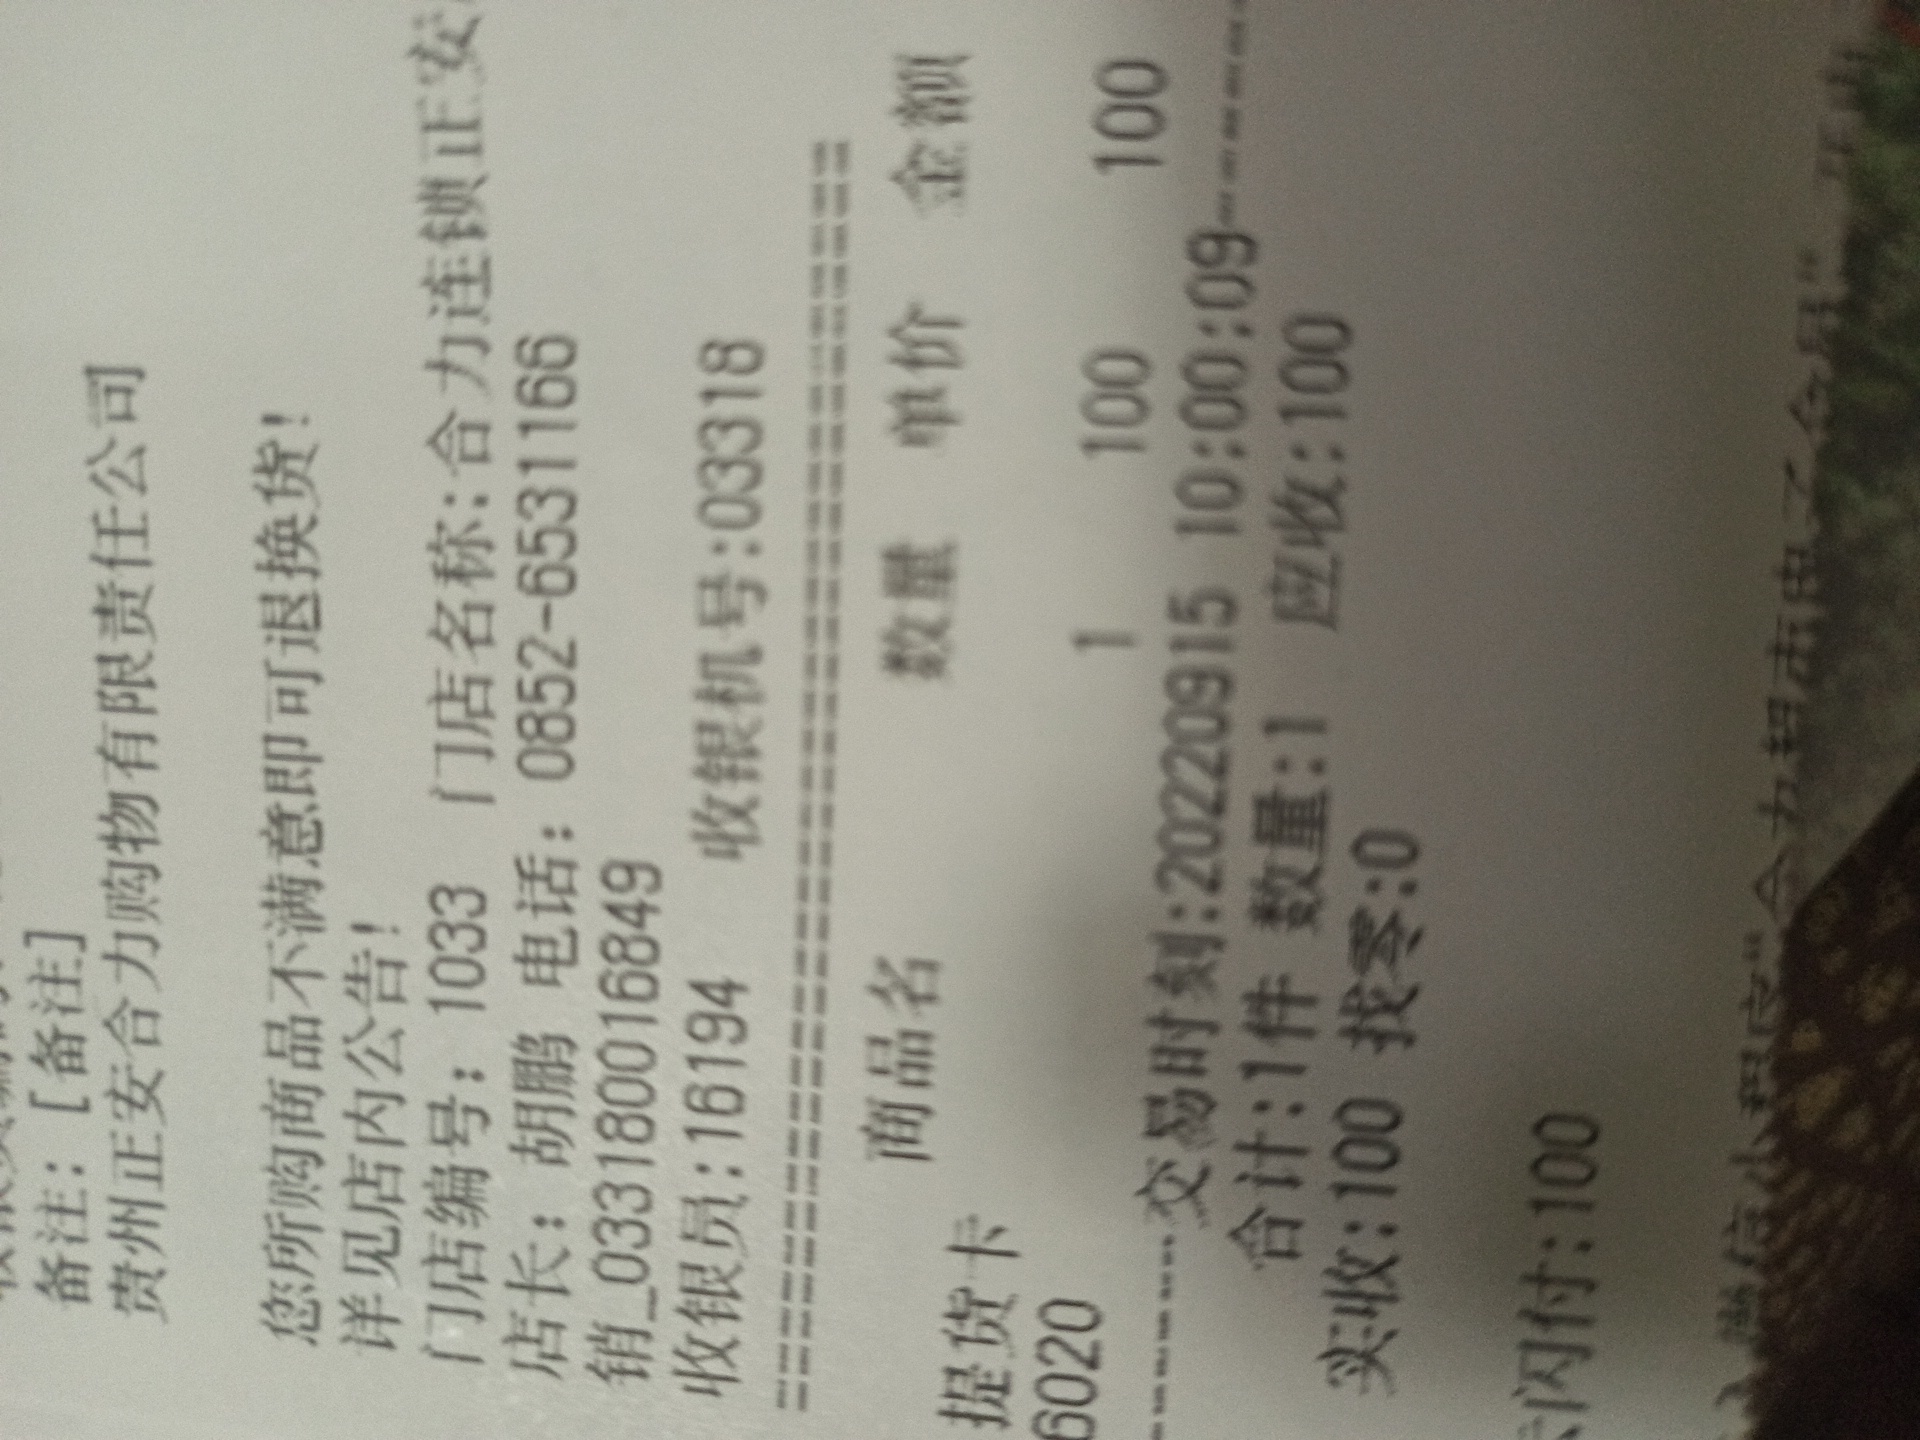 备注：[备注]
贵州正安合力购物有限责任公司
您所购商品不满意即可退换货！
详见店内公告！
门店编号：1033 门店名称:合力连锁正安
店长：胡鹏 电话：0852-6531166
销_033180016849
收银员:16194 收银机号:03318
========================================
商品名 数量 单价 金额
提货卡
6020 1 100 100
-----交易时刻:20220915 10:00:09-----
合计:1件 数量:1 应收:100
实收:100 找零:0
闪付:100